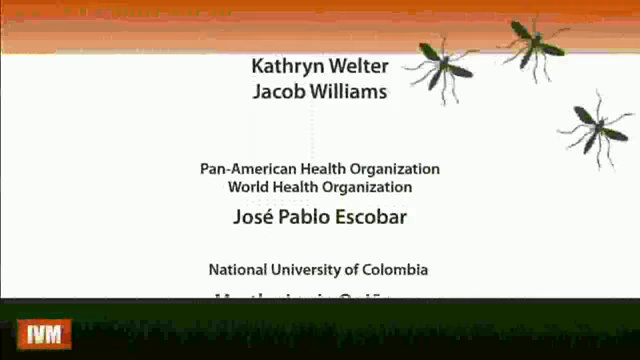 Kathryn Welter
Jacob Williams
Pan-American Health Organization
World Health Organization
José Pablo Escobar
National University of Colombia
IVM